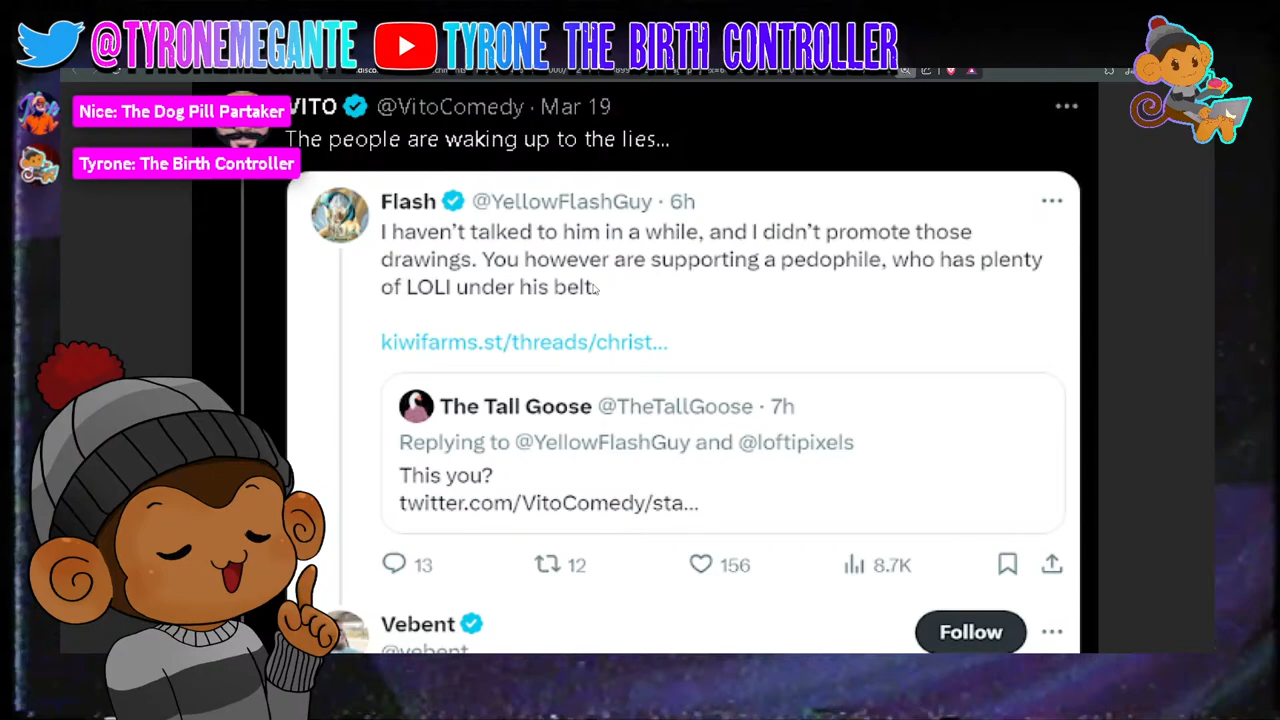 @TYRONEMEGANTE TYRONE THE BIRTH CONTROLLER
Nice: The Dog Pill Partaker
Tyrone: The Birth Controller
VITO @VitoComedy · Mar 19
The people are waking up to the lies...
Flash @YellowFlashGuy · 6h
I haven't talked to him in a while, and I didn't promote those
drawings. You however are supporting a pedophile, who has plenty
of LOLI under his belt.
kiwifarms.st/threads/christ...
The Tall Goose @TheTallGoose · 7h
Replying to @YellowFlashGuy and @loftipixels
This you?
twitter.com/VitoComedy/sta...
13 12 156 8.7K
Vebent
@vebent
Follow